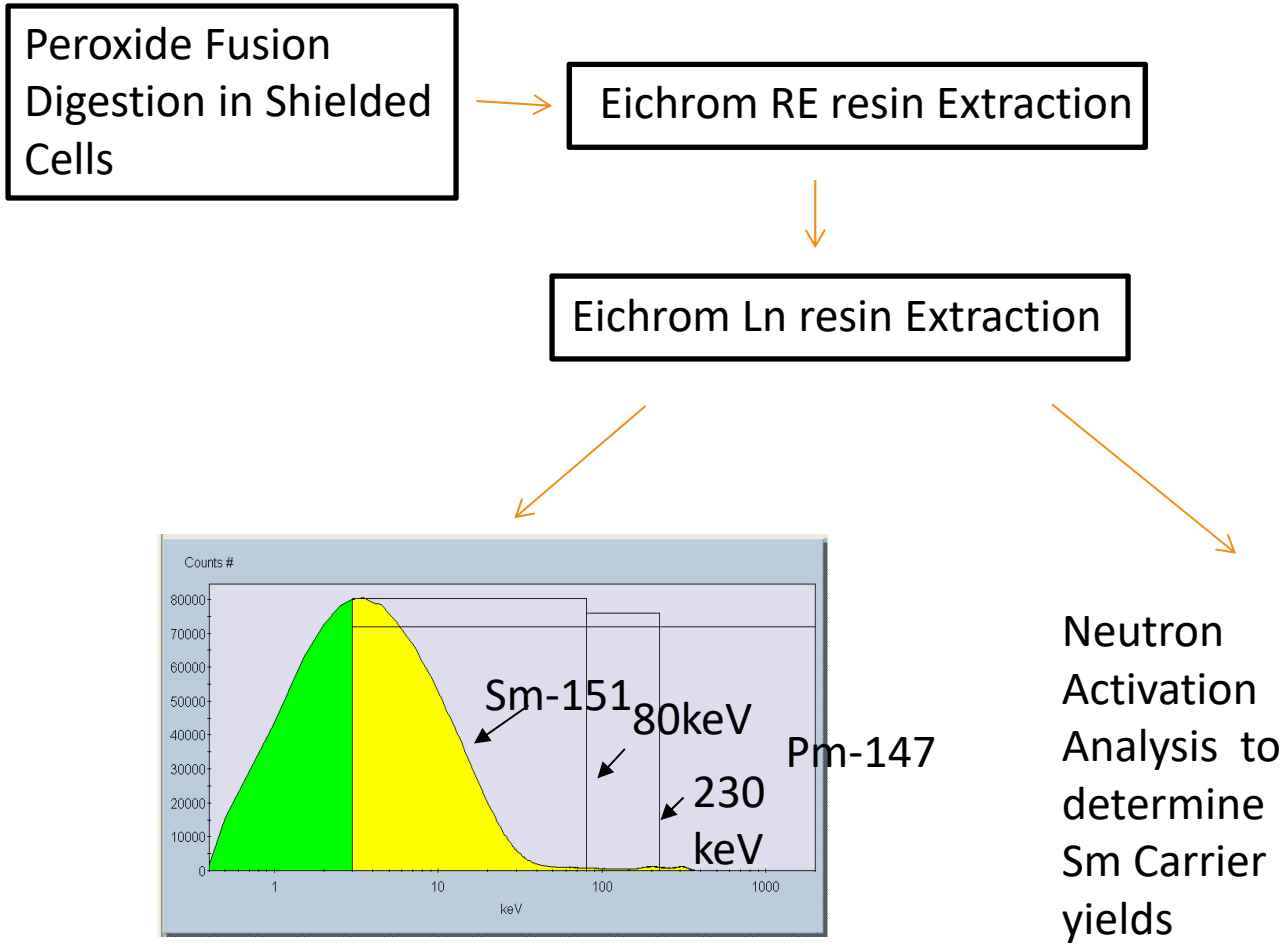 Peroxide Fusion
Digestion in Shielded
Cells
Eichrom RE resin Extraction
Eichrom Ln resin Extraction
Counts #
80000
70000
60000
50000
40000
30000
20000
10000
0
1
10
100
1000
keV
Sm-151
80keV
230
keV
Pm-147
Neutron
Activation
Analysis to
determine
Sm Carrier
yields